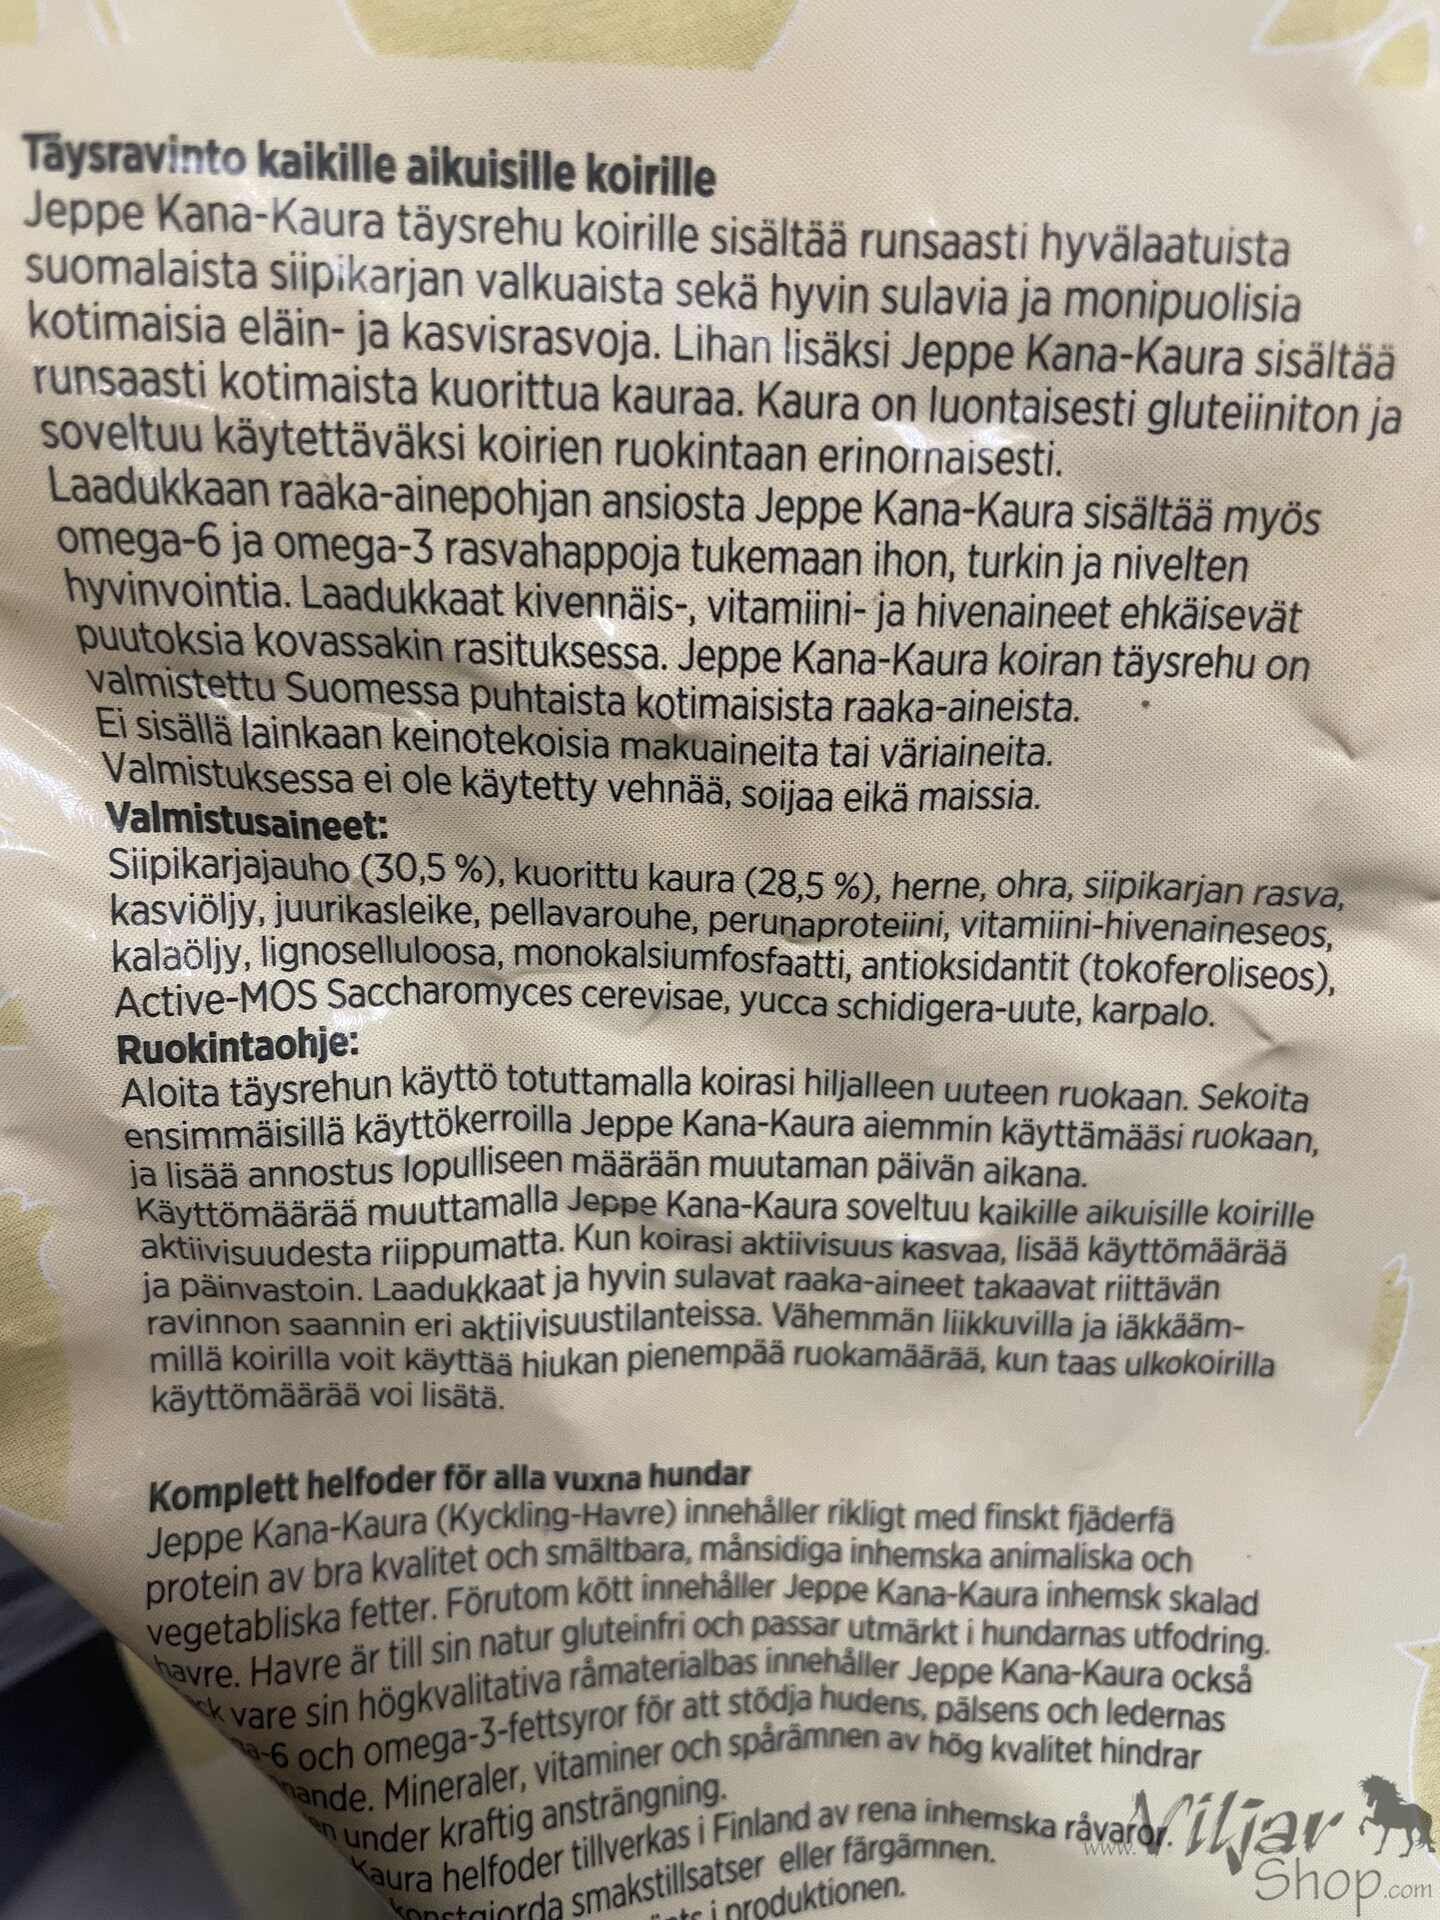 Täysravinto kaikille aikuisille koirille
Jeppe Kana-Kaura täysrehu koirille sisältää runsaasti hyvälaatuista
suomalaista siipikarjan valkuaista sekä hyvin sulavia ja monipuolisia
kotimaisia eläin- ja kasvisrasvoja. Lihan lisäksi Jeppe Kana-Kaura sisältää
runsaasti kotimaista kuorittua kauraa. Kaura on luontaisesti gluteiiniton ja
soveltuu käytettäväksi koirien ruokintaan erinomaisesti.
Laadukkaan raaka-ainepohjan ansiosta Jeppe Kana-Kaura sisältää myös
omega-6 ja omega-3 rasvahappoja tukemaan ihon, turkin ja nivelten
hyvinvointia. Laadukkaat kivennäis-, vitamiini- ja hivenaineet ehkäisevät
puutoksia kovassakin rasituksessa. Jeppe Kana-Kaura koiran täysrehu on
valmistettu Suomessa puhtaista kotimaisista raaka-aineista.
Ei sisällä lainkaan keinotekoisia makuaineita tai väriaineita.
Valmistuksessa ei ole käytetty vehnää, soijaa eikä maissia.
Valmistusaineet:
Siipikarjajauho (30,5 %), kuorittu kaura (28,5 %), herne, ohra, siipikarjan rasva,
kasviöljy, juurikasleike, pellavarouhe, perunaproteiini, vitamiini-hivenaineseos,
kalaöljy, lignoselluloosa, monokalsiumfosfaatti, antioksidantit (tokoferoliseos),
Active-MOS Saccharomyces cerevisae, yucca schidigera-uute, karpalo.
Ruokintaohje:
Aloita täysrehun käyttö totuttamalla koirasi hiljalleen uuteen ruokaan. Sekoita
ensimmäisillä käyttökerroilla Jeppe Kana-Kaura aiemmin käyttämääsi ruokaan,
ja lisää annostus lopulliseen määrään muutaman päivän aikana.
Käyttömäärää muuttamalla Jeppe Kana-Kaura soveltuu kaikille aikuisille koirille
aktiivisuudesta riippumatta. Kun koirasi aktiivisuus kasvaa, lisää käyttömäärää
ja päinvastoin. Laadukkaat ja hyvin sulavat raaka-aineet takaavat riittävän
ravinnon saannin eri aktiivisuustilanteissa. Vähemmän liikkuvilla ja iäkkääm-
millä koirilla voit käyttää hiukan pienempää ruokamäärää, kun taas ulkokoirilla
käyttömäärää voi lisätä.
Komplett helfoder för alla vuxna hundar
Jeppe Kana-Kaura (Kyckling-Havre) innehåller rikligt med finskt fjäderfä
protein av bra kvalitet och smältbara, månsidiga inhemska animaliska och
vegetabliska fetter. Förutom kött innehåller Jeppe Kana-Kaura inhemsk skalad
havre. Havre är till sin natur gluteinfri och passar utmärkt i hundarnas utfodring.
ck vare sin högkvalitativa råmaterialbas innehåller Jeppe Kana-Kaura också
a-6 och omega-3-fettsyror för att stödja hudens, pälsens och ledernas
nande. Mineraler, vitaminer och spårämnen av hög kvalitet hindrar
en under kraftig ansträngning.
Kaura helfoder tillverkas i Finland av rena inhemska råvaror.
konstgjorda smakstillsatser eller färgämnen.
i produktionen.
www.Viljar
Shop.com